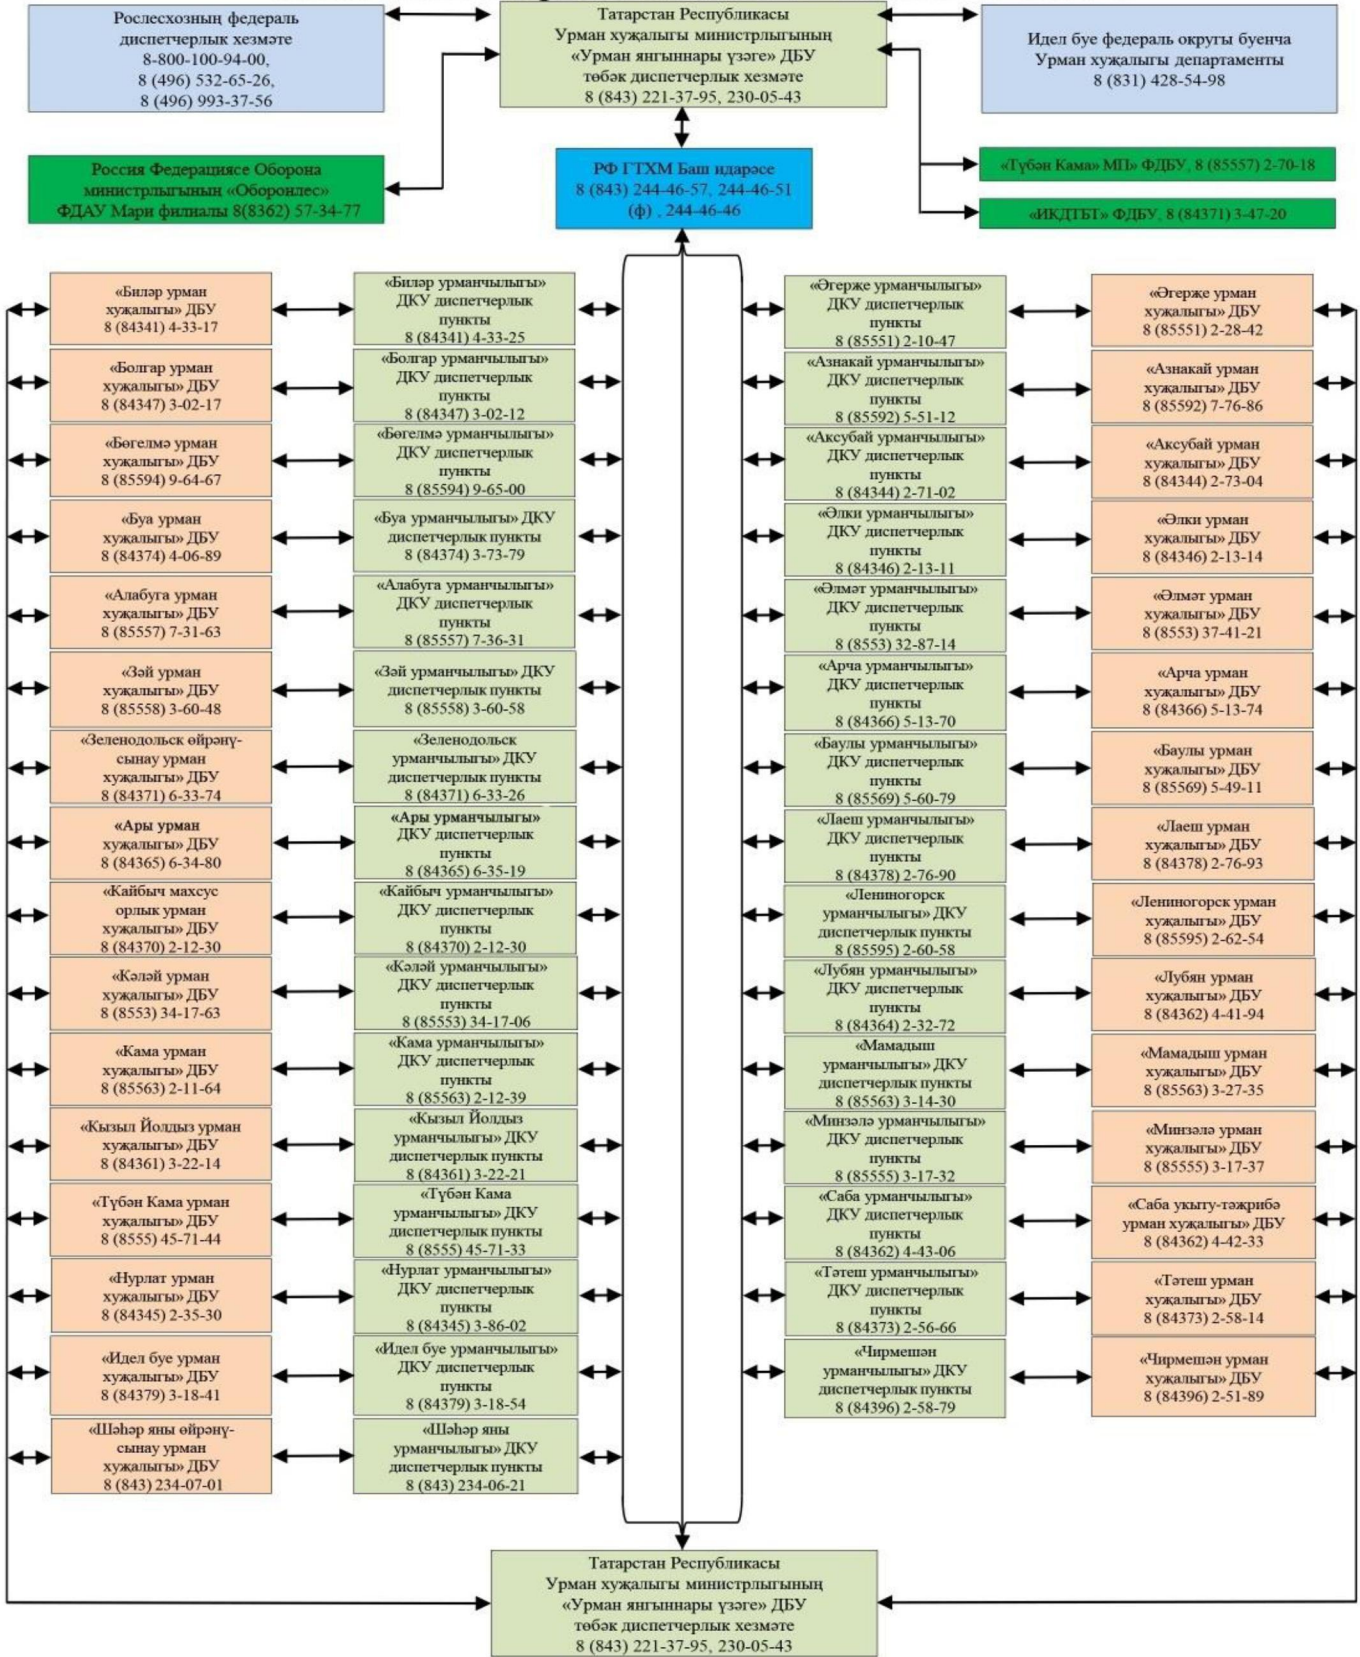 Рослесхозның федераль
диспетчерлык хезмәте
8-800-100-94-00,
8 (496) 532-65-26,
8 (496) 993-37-56
Татарстан Республикасы
Урман хуҗалыгы министрлыгының
«Урман янгыннары үзәге» ДБУ
төбәк диспетчерлык хезмәте
8 (843) 221-37-95, 230-05-43
Идел буе федераль округы буенча
Урман хуҗалыгы департаменты
8 (831) 428-54-98
Россия Федерациясе Оборона
министрлыгының «Оборонлес»
ФДАУ Мари филиалы 8(8362) 57-34-77
РФ ГТХМ Баш идарәсе
8 (843) 244-46-57, 244-46-51
(ф) , 244-46-46
«Түбән Кама» МП» ФДБУ, 8 (85557) 2-70-18
«ИКДТБТ» ФДБУ, 8 (84371) 3-47-20
«Биләр урман
хуҗалыгы» ДБУ
8 (84341) 4-33-17
«Биләр урманчылыгы»
ДКУ диспетчерлык
пункты
8 (84341) 4-33-25
«Әгерҗе урманчылыгы»
ДКУ диспетчерлык
пункты
8 (85551) 2-10-47
«Әгерҗе урман
хуҗалыгы» ДБУ
8 (85551) 2-28-42
«Болгар урман
хуҗалыгы» ДБУ
8 (84347) 3-02-17
«Болгар урманчылыгы»
ДКУ диспетчерлык
пункты
8 (84347) 3-02-12
«Азнакай урманчылыгы»
ДКУ диспетчерлык
пункты
8 (85592) 5-51-12
«Азнакай урман
хуҗалыгы» ДБУ
8 (85592) 7-76-86
«Бөгелмә урман
хуҗалыгы» ДБУ
8 (85594) 9-64-67
«Бөгелмә урманчылыгы»
ДКУ диспетчерлык
пункты
8 (85594) 9-65-00
«Аксубай урманчылыгы»
ДКУ диспетчерлык
пункты
8 (84344) 2-71-02
«Аксубай урман
хуҗалыгы» ДБУ
8 (84344) 2-73-04
«Буа урман
хуҗалыгы» ДБУ
8 (84374) 4-06-89
«Буа урманчылыгы» ДКУ
диспетчерлык пункты
8 (84374) 3-73-79
«Әлки урманчылыгы»
ДКУ диспетчерлык
пункты
8 (84346) 2-13-11
«Әлки урман
хуҗалыгы» ДБУ
8 (84346) 2-13-14
«Алабуга урман
хуҗалыгы» ДБУ
8 (85557) 7-31-63
«Алабуга урманчылыгы»
ДКУ диспетчерлык
пункты
8 (85557) 7-36-31
«Әлмәт урманчылыгы»
ДКУ диспетчерлык
пункты
8 (8553) 32-87-14
«Әлмәт урман
хуҗалыгы» ДБУ
8 (8553) 37-41-21
«Зәй урман
хуҗалыгы» ДБУ
8 (85558) 3-60-48
«Зәй урманчылыгы» ДКУ
диспетчерлык пункты
8 (85558) 3-60-58
«Арча урманчылыгы»
ДКУ диспетчерлык
пункты
8 (84366) 5-13-70
«Арча урман
хуҗалыгы» ДБУ
8 (84366) 5-13-74
«Зеленодольск өйрәнү-
сынау урман
хуҗалыгы» ДБУ
8 (84371) 6-33-74
«Зеленодольск
урманчылыгы» ДКУ
диспетчерлык пункты
8 (84371) 6-33-26
«Баулы урманчылыгы»
ДКУ диспетчерлык
пункты
8 (85569) 5-60-79
«Баулы урман
хуҗалыгы» ДБУ
8 (85569) 5-49-11
«Ары урман
хуҗалыгы» ДБУ
8 (84365) 6-34-80
«Ары урманчылыгы»
ДКУ диспетчерлык
пункты
8 (84365) 6-35-19
«Лаеш урманчылыгы»
ДКУ диспетчерлык
пункты
8 (84378) 2-76-90
«Лаеш урман
хуҗалыгы» ДБУ
8 (84378) 2-76-93
«Кайбыч махсус
орлык урман
хуҗалыгы» ДБУ
8 (84370) 2-12-30
«Кайбыч урманчылыгы»
ДКУ диспетчерлык
пункты
8 (84370) 2-12-30
«Лениногорск
урманчылыгы» ДКУ
диспетчерлык пункты
8 (85595) 2-60-58
«Лениногорск урман
хуҗалыгы» ДБУ
8 (85595) 2-62-54
«Кәләй урман
хуҗалыгы» ДБУ
8 (8553) 34-17-63
«Кәләй урманчылыгы»
ДКУ диспетчерлык
пункты
8 (85553) 34-17-06
«Лубян урманчылыгы»
ДКУ диспетчерлык
пункты
8 (84364) 2-32-72
«Лубян урман
хуҗалыгы» ДБУ
8 (84362) 4-41-94
«Кама урман
хуҗалыгы» ДБУ
8 (85563) 2-11-64
«Кама урманчылыгы»
ДКУ диспетчерлык
пункты
8 (85563) 2-12-39
«Мамадыш
урманчылыгы» ДКУ
диспетчерлык пункты
8 (85563) 3-14-30
«Мамадыш урман
хуҗалыгы» ДБУ
8 (85563) 3-27-35
«Кызыл Йолдыз урман
хуҗалыгы» ДБУ
8 (84361) 3-22-14
«Кызыл Йолдыз
урманчылыгы» ДКУ
диспетчерлык пункты
8 (84361) 3-22-21
«Минзәлә урманчылыгы»
ДКУ диспетчерлык
пункты
8 (85555) 3-17-32
«Минзәлә урман
хуҗалыгы» ДБУ
8 (85555) 3-17-37
«Түбән Кама урман
хуҗалыгы» ДБУ
8 (8555) 45-71-44
«Түбән Кама
урманчылыгы» ДКУ
диспетчерлык пункты
8 (8555) 45-71-33
«Саба урманчылыгы»
ДКУ диспетчерлык
пункты
8 (84362) 4-43-06
«Саба укыту-тәҗрибә
урман хуҗалыгы» ДБУ
8 (84362) 4-42-33
«Нурлат урман
хуҗалыгы» ДБУ
8 (84345) 2-35-30
«Нурлат урманчылыгы»
ДКУ диспетчерлык
пункты
8 (84345) 3-86-02
«Тәтеш урманчылыгы»
ДКУ диспетчерлык
пункты
8 (84373) 2-56-66
«Тәтеш урман
хуҗалыгы» ДБУ
8 (84373) 2-58-14
«Идел буе урман
хуҗалыгы» ДБУ
8 (84379) 3-18-41
«Идел буе урманчылыгы»
ДКУ диспетчерлык
пункты
8 (84379) 3-18-54
«Чирмешән
урманчылыгы» ДКУ
диспетчерлык пункты
8 (84396) 2-58-79
«Чирмешән урман
хуҗалыгы» ДБУ
8 (84396) 2-51-89
«Шәһәр яны өйрәнү-
сынау урман
хуҗалыгы» ДБУ
8 (843) 234-07-01
«Шәһәр яны
урманчылыгы» ДКУ
диспетчерлык пункты
8 (843) 234-06-21
Татарстан Республикасы
Урман хуҗалыгы министрлыгының
«Урман янгыннары үзәге» ДБУ
төбәк диспетчерлык хезмәте
8 (843) 221-37-95, 230-05-43